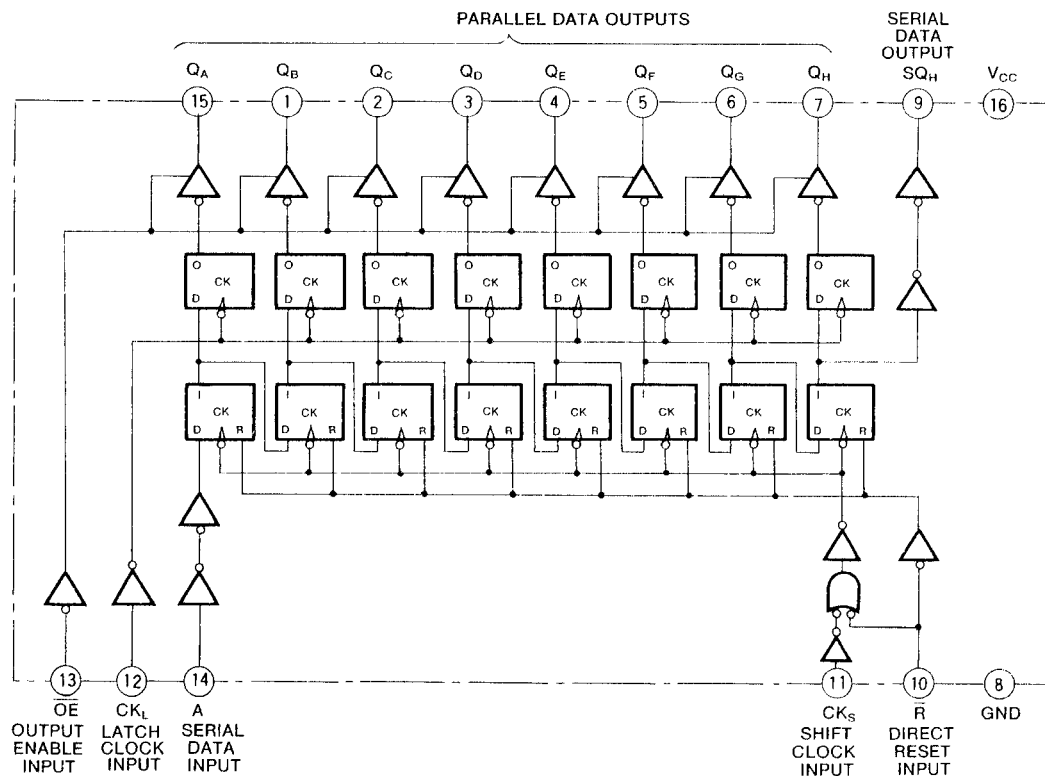 PARALLEL DATA OUTPUTS
SERIAL
DATA
OUTPUT
QA QB QC QD QE QF QG QH SQH VCC
15 1 2 3 4 5 6 7 9 16
O O O O O O O O
CK CK CK CK CK CK CK CK
D D D D D D D D
I I I I I I I I
CK CK CK CK CK CK CK CK
D R D R D R D R D R D R D R D R
13 12 14 11 10 8
OE CKL A CKS R GND
OUTPUT LATCH SERIAL SHIFT DIRECT
ENABLE CLOCK DATA CLOCK RESET
INPUT INPUT INPUT INPUT INPUT